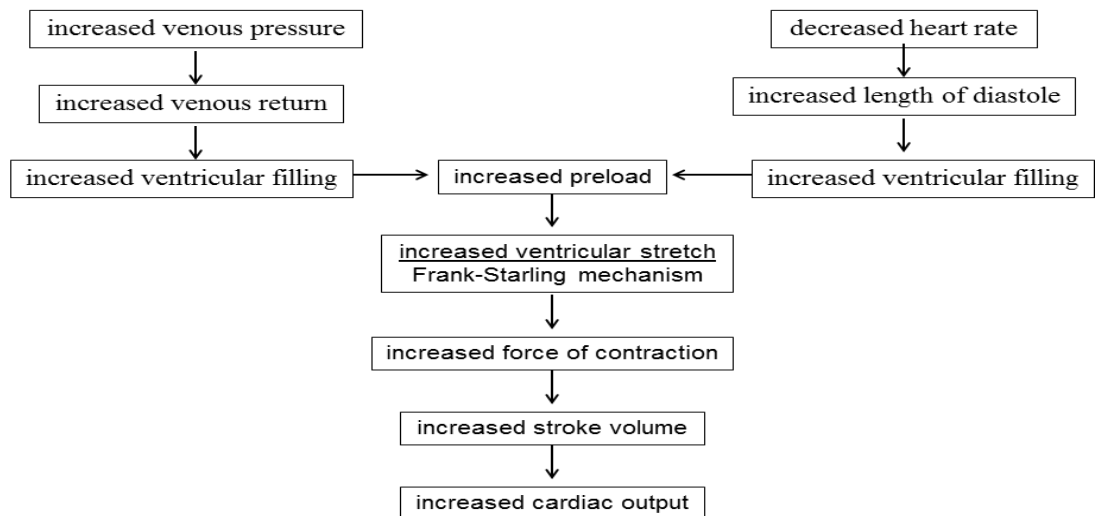 increased venous pressure
decreased heart rate
increased venous return
increased length of diastole
increased ventricular filling
increased preload
increased ventricular filling
increased ventricular stretch
Frank-Starling mechanism
increased force of contraction
increased stroke volume
increased cardiac output